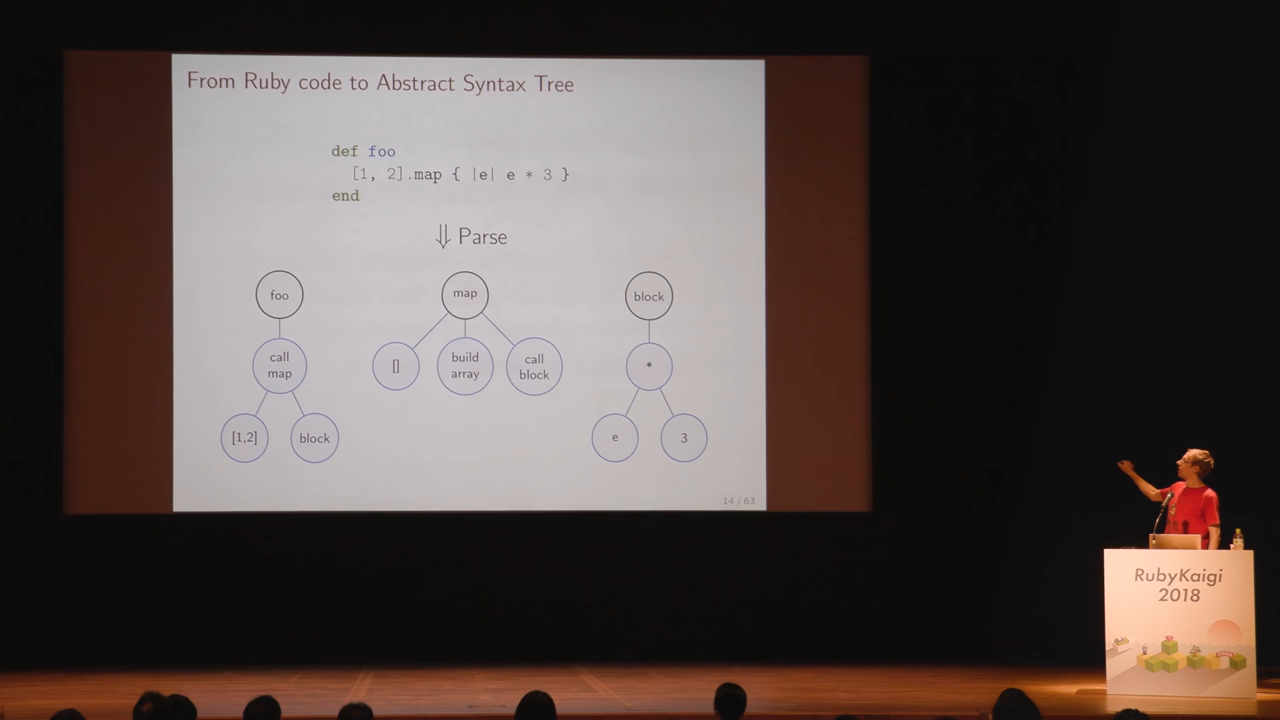 From Ruby code to Abstract Syntax Tree
def foo
[1, 2].map { |e| e * 3 }
end
⇓ Parse
foo
map
block
call
map
[]
build
array
call
block
*
[1,2]
block
e
3
14 / 63
RubyKaigi
2018